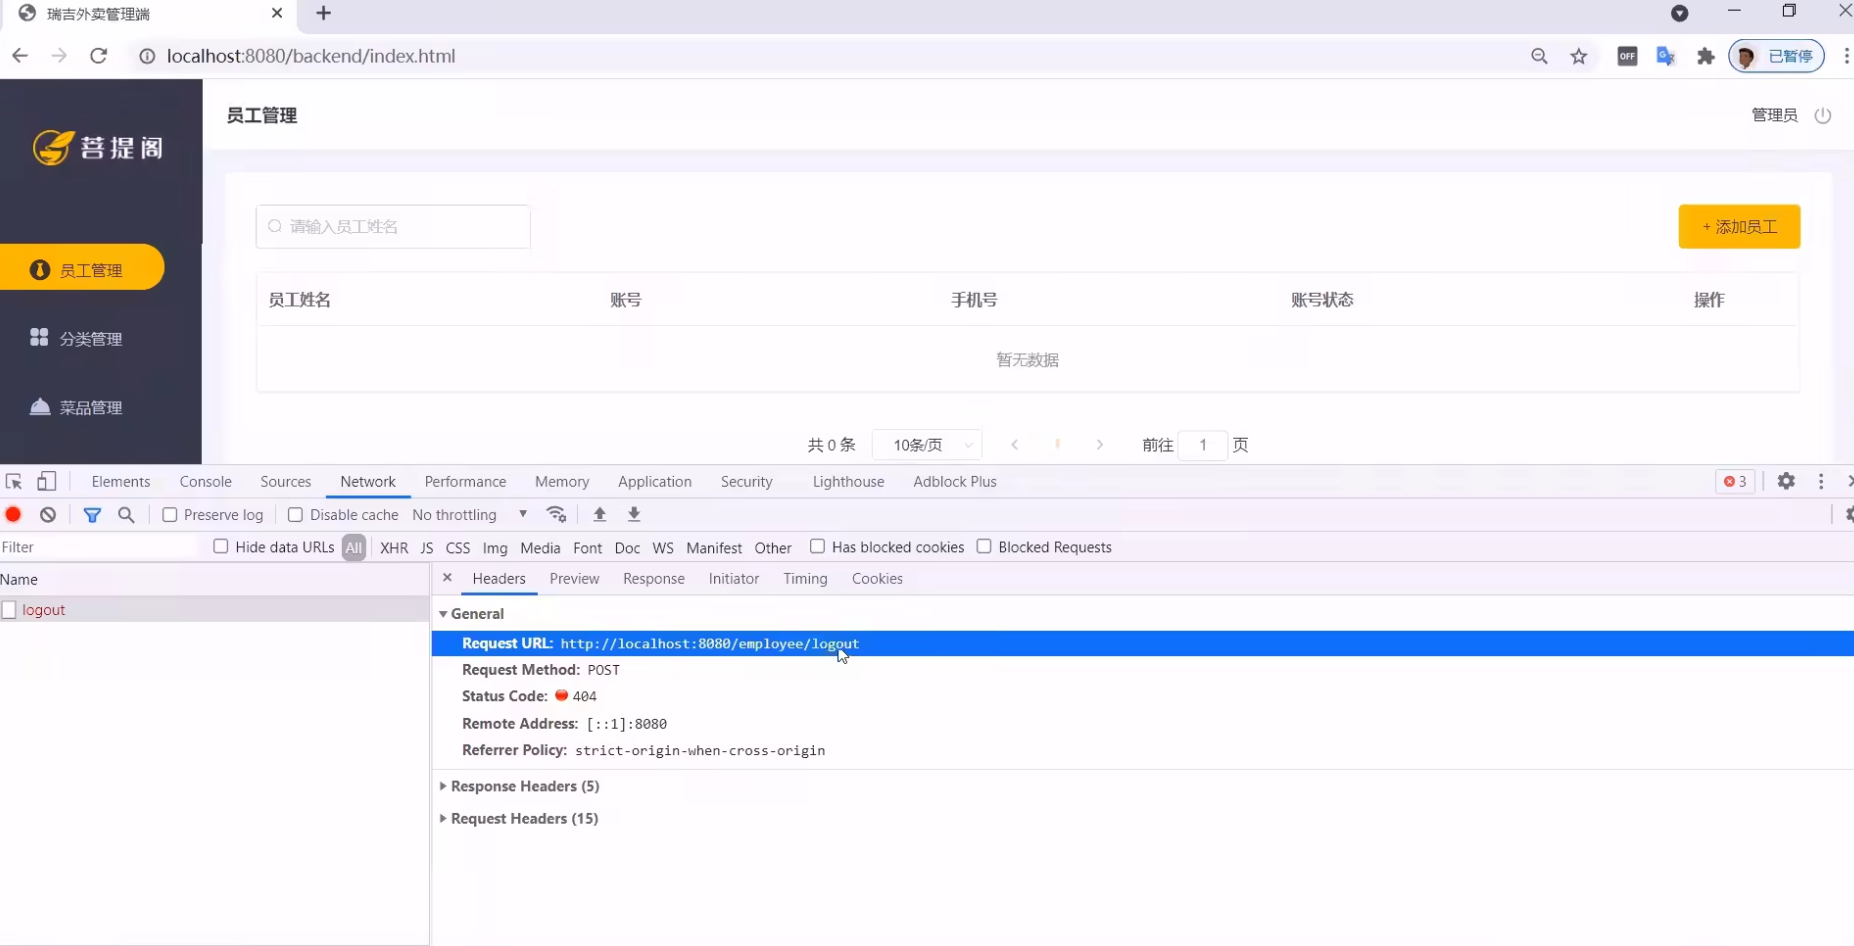 瑞吉外卖管理端
localhost:8080/backend/index.html
已暂停
菩提阁
员工管理
管理员
请输入员工姓名
+ 添加员工
员工管理
分类管理
菜品管理
员工姓名 账号 手机号 账号状态 操作
暂无数据
共 0 条 10条/页 前往 1 页
Elements Console Sources Network Performance Memory Application Security Lighthouse Adblock Plus 3
Preserve log Disable cache No throttling
Filter Hide data URLs All XHR JS CSS Img Media Font Doc WS Manifest Other Has blocked cookies Blocked Requests
Name
logout
Headers Preview Response Initiator Timing Cookies
General
Request URL: http://localhost:8080/employee/logout
Request Method: POST
Status Code: 404
Remote Address: [::1]:8080
Referrer Policy: strict-origin-when-cross-origin
Response Headers (5)
Request Headers (15)